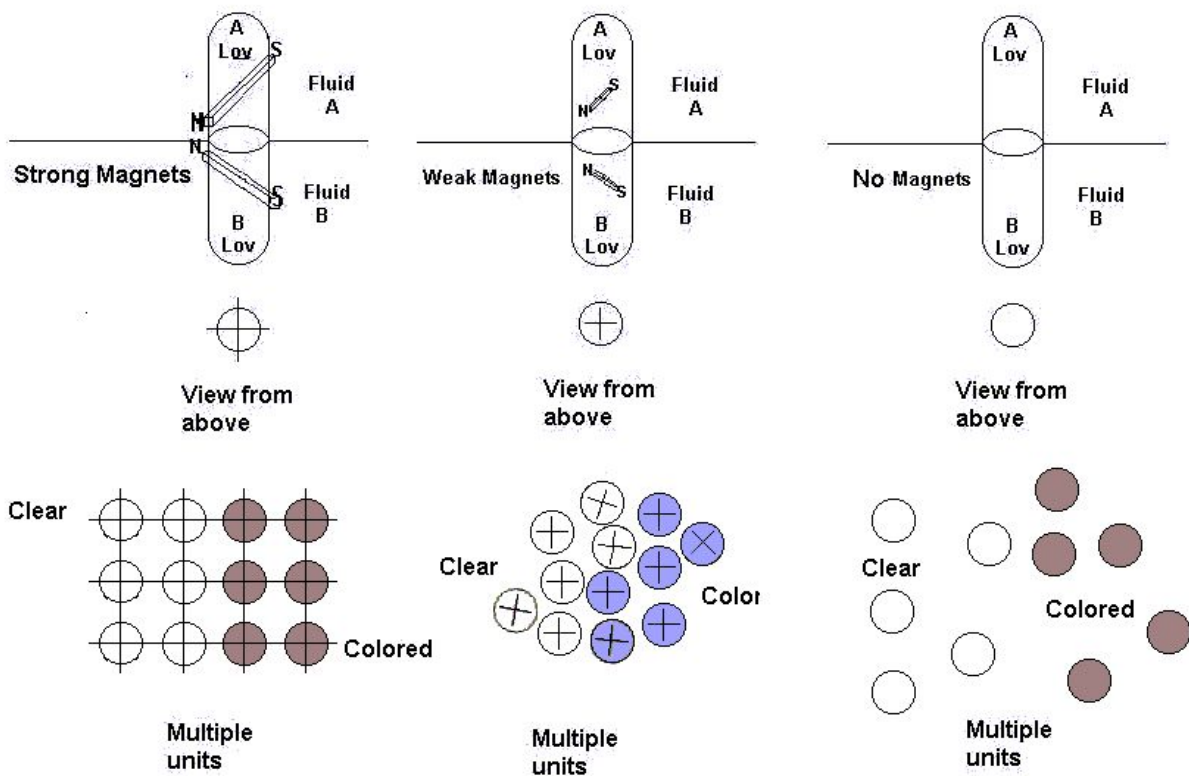 A
Lov
S
N
N
S
B
Lov
Fluid
A
Strong Magnets
Fluid
B
View from
above
A
Lov
S
N
N
S
B
Lov
Fluid
A
Weak Magnets
Fluid
B
View from
above
A
Lov
B
Lov
Fluid
A
No Magnets
Fluid
B
View from
above
Clear
Colored
Multiple
units
Clear
Color
Multiple
units
Clear
Colored
Multiple
units